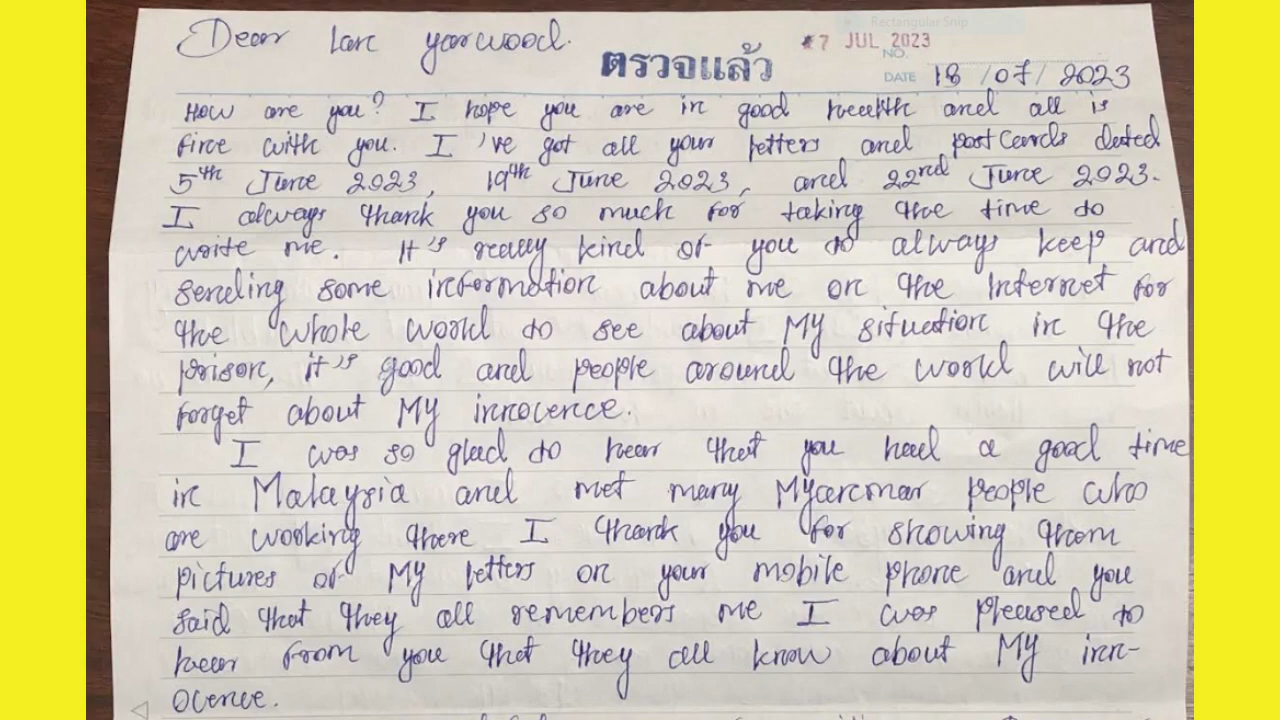 Rectangular Snip
Dear Ian yarwood.
ตรวจแล้ว
7 JUL 2023
NO.
DATE 18 / 07 / 2023
How are you? I hope you are in good health and all is
fine with you. I 've got all your letters and postcards dated
5th June 2023, 19th June 2023, and 22nd June 2023.
I always thank you so much for taking the time to
write me. It's really kind of you to always keep and
sending some information about me on the Internet for
the whole world to see about My situation in the
prison, it's good and people around the world will not
forget about My innocence.
I was so glad to hear that you had a good time
in Malaysia and met many Myanmar people who
are working there I thank you for showing them
pictures of My letters on your mobile phone and you
said that they all remembers me I was pleased to
hear from you that they all know about My inn-
ocence.